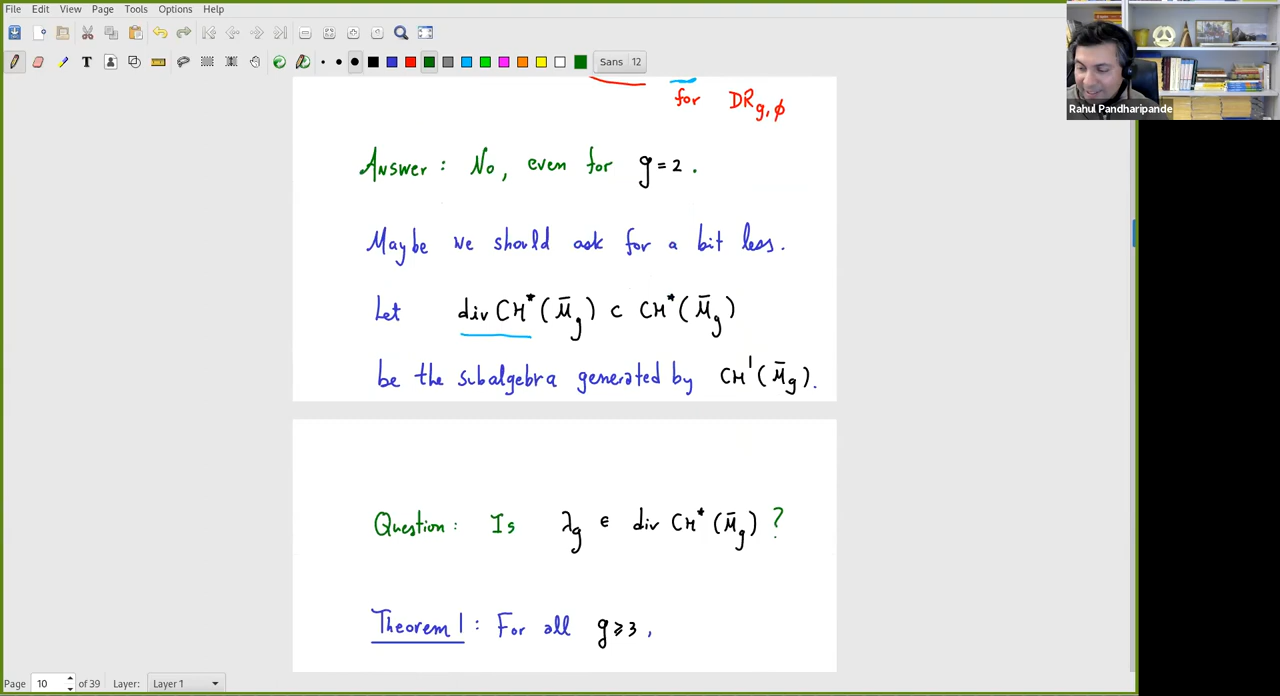 File Edit View Page Tools Options Help
Sans 12
Rahul Pandharipande
for DR_{g,ϕ}
Answer : No, even for g = 2 .
Maybe we should ask for a bit less.
Let div CH*(M̄_g) ⊂ CH*(M̄_g)
be the subalgebra generated by CH¹(M̄_g).
Question: Is λ_g ∈ div CH*(M̄_g) ?
Theorem 1 : For all g ⩾ 3 ,
Page 10 of 39 Layer: Layer 1